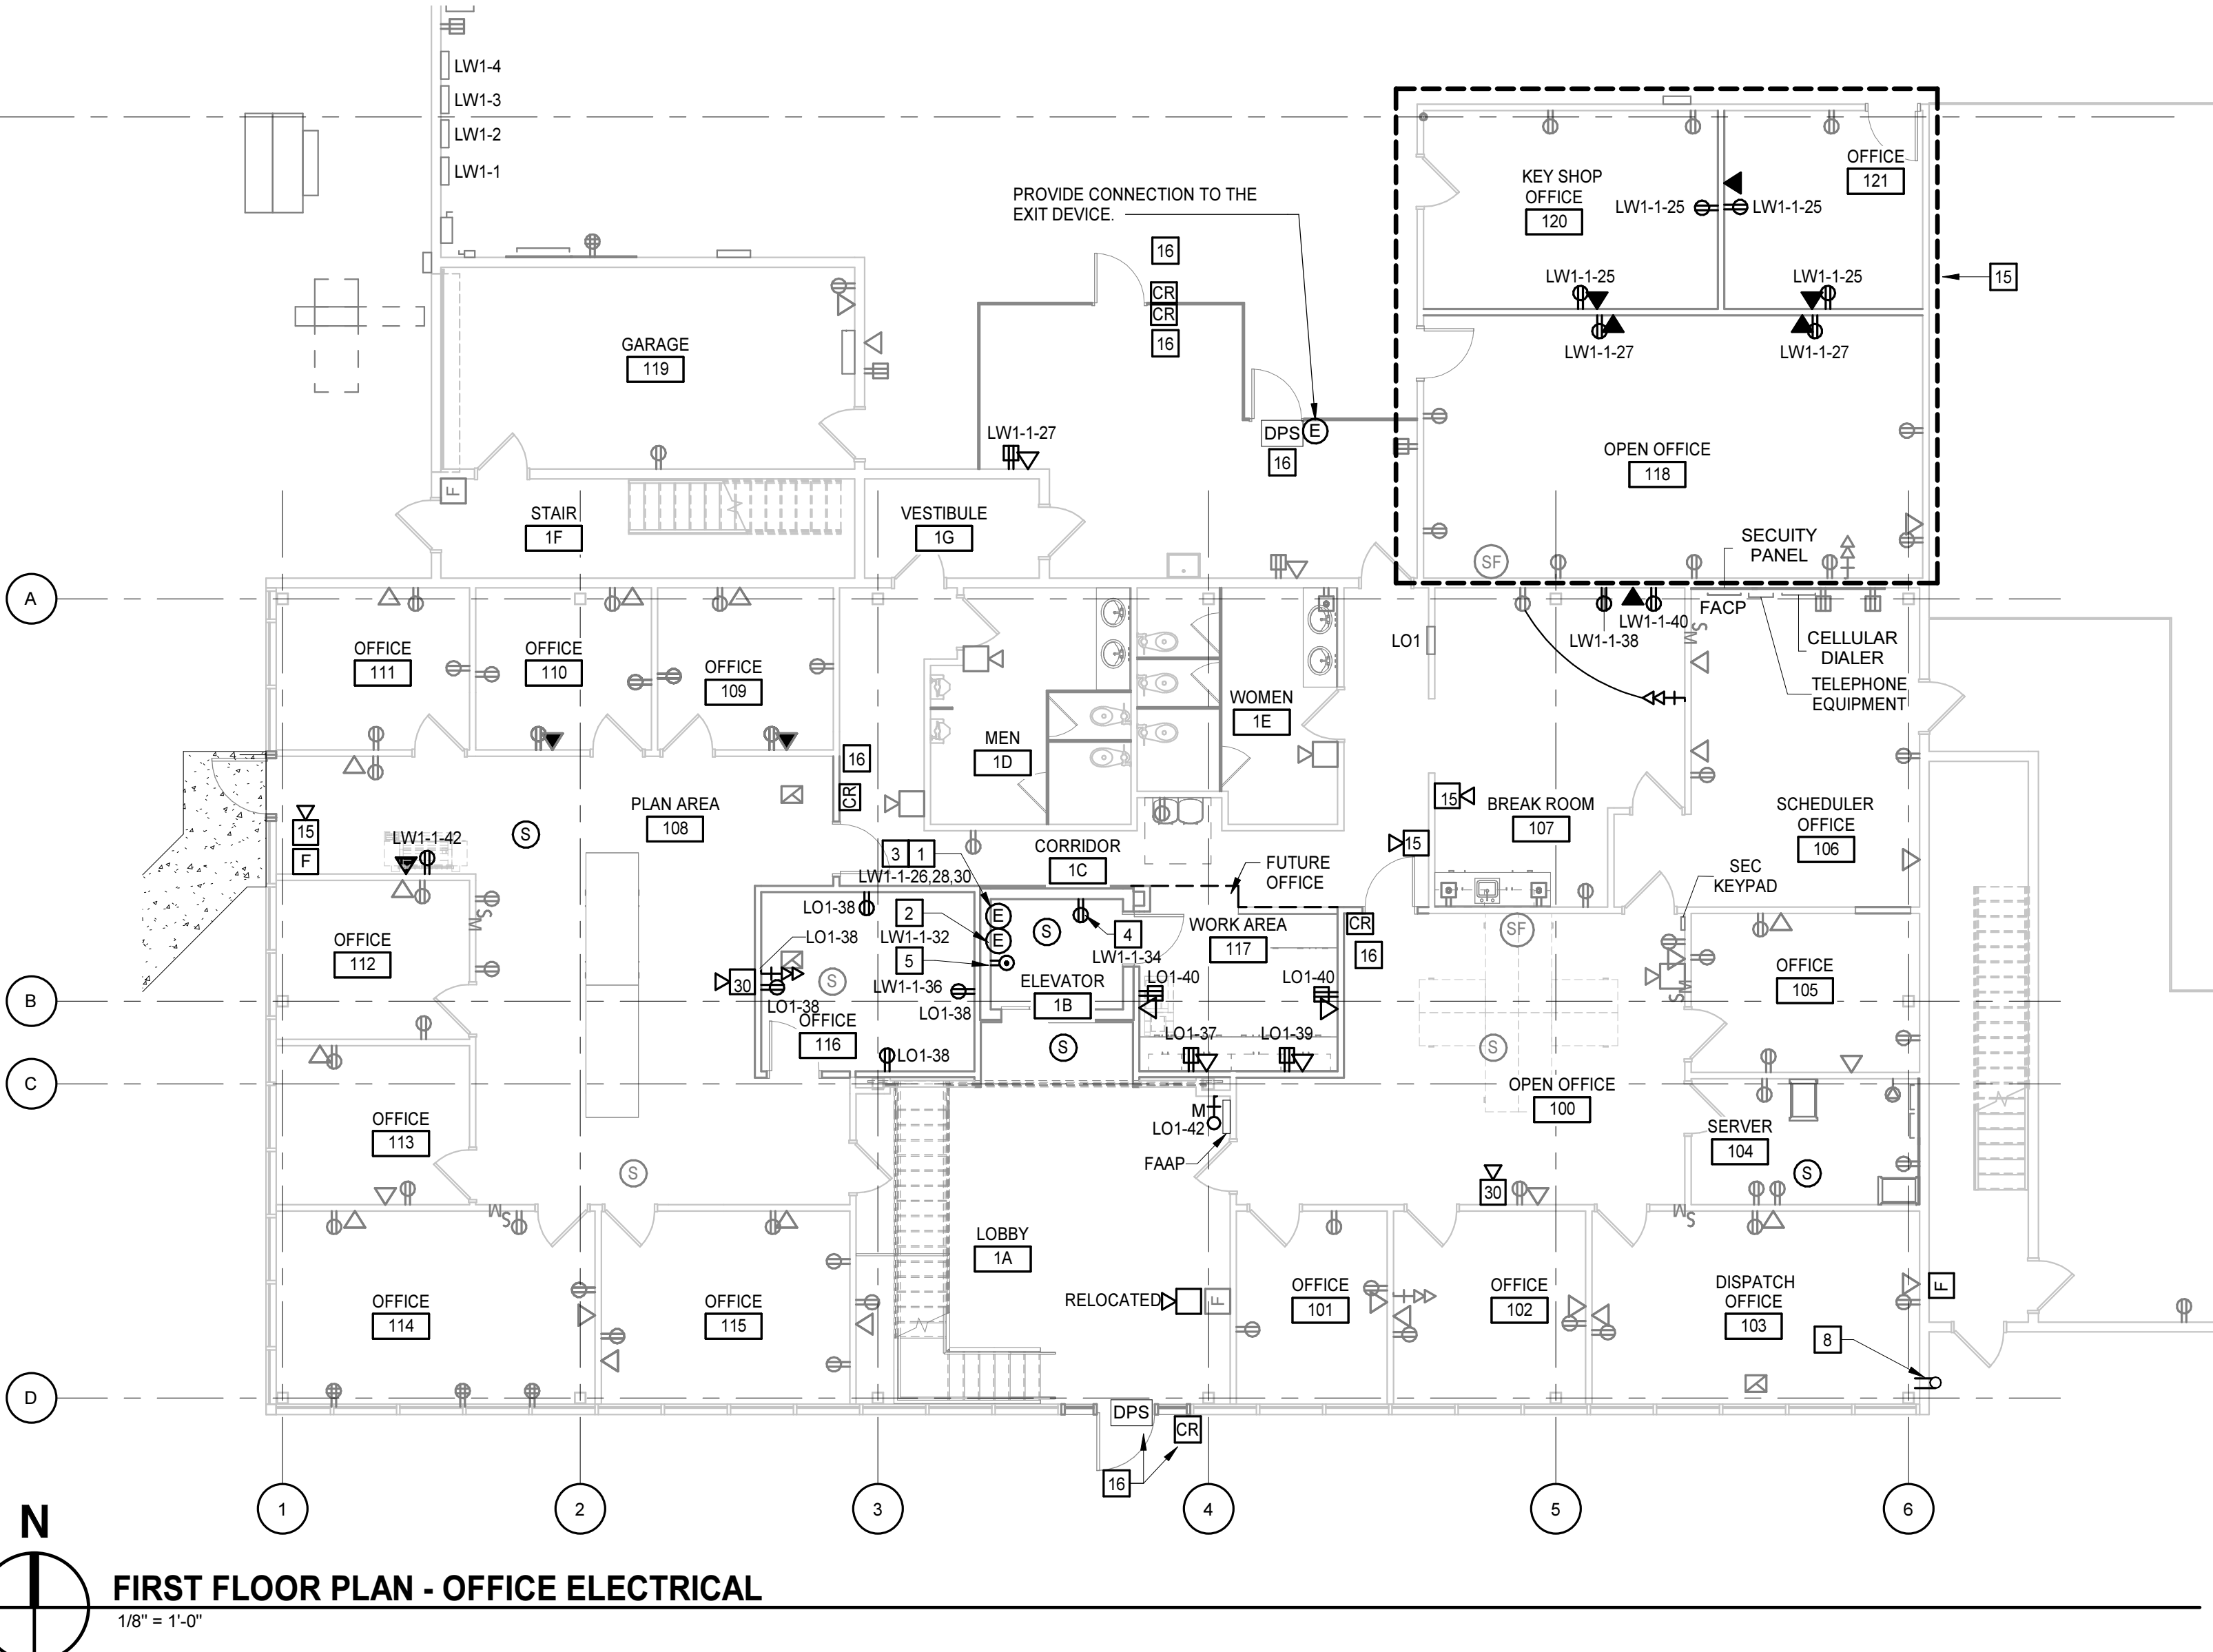 LW1-4
LW1-3
LW1-2
LW1-1
PROVIDE CONNECTION TO THE
EXIT DEVICE.
16
CR
CR
16
KEY SHOP
OFFICE
120
OFFICE
121
LW1-1-25
LW1-1-25
LW1-1-25
LW1-1-25
15
LW1-1-27
LW1-1-27
GARAGE
119
LW1-1-27
DPS
E
16
OPEN OFFICE
118
F
STAIR
1F
VESTIBULE
1G
SF
SECUITY
PANEL
A
FACP
LW1-1-40
LW1-1-38
LO1
SM
CELLULAR
DIALER
TELEPHONE
EQUIPMENT
OFFICE
111
OFFICE
110
OFFICE
109
MEN
1D
WOMEN
1E
16
CR
PLAN AREA
108
S
15
F
LW1-1-42
15
BREAK ROOM
107
SCHEDULER
OFFICE
106
15
3
1
CORRIDOR
1C
FUTURE
OFFICE
SEC
KEYPAD
LW1-1-26,28,30
LO1-38
2
E
LW1-1-32
E
5
S
4
LW1-1-34
WORK AREA
117
CR
16
SF
SM
OFFICE
112
LO1-38
30
S
LO1-38
LW1-1-36
LO1-38
ELEVATOR
1B
LO1-40
LO1-40
OFFICE
105
SM
B
OFFICE
116
LO1-38
S
LO1-37
LO1-39
S
C
OPEN OFFICE
100
M
LO1-42
FAAP
OFFICE
113
SERVER
104
S
S
30
SM
SM
LOBBY
1A
OFFICE
114
OFFICE
115
RELOCATED
F
OFFICE
101
OFFICE
102
DISPATCH
OFFICE
103
F
8
D
DPS
CR
16
1
2
3
4
5
6
N
FIRST FLOOR PLAN - OFFICE ELECTRICAL
1/8" = 1'-0"